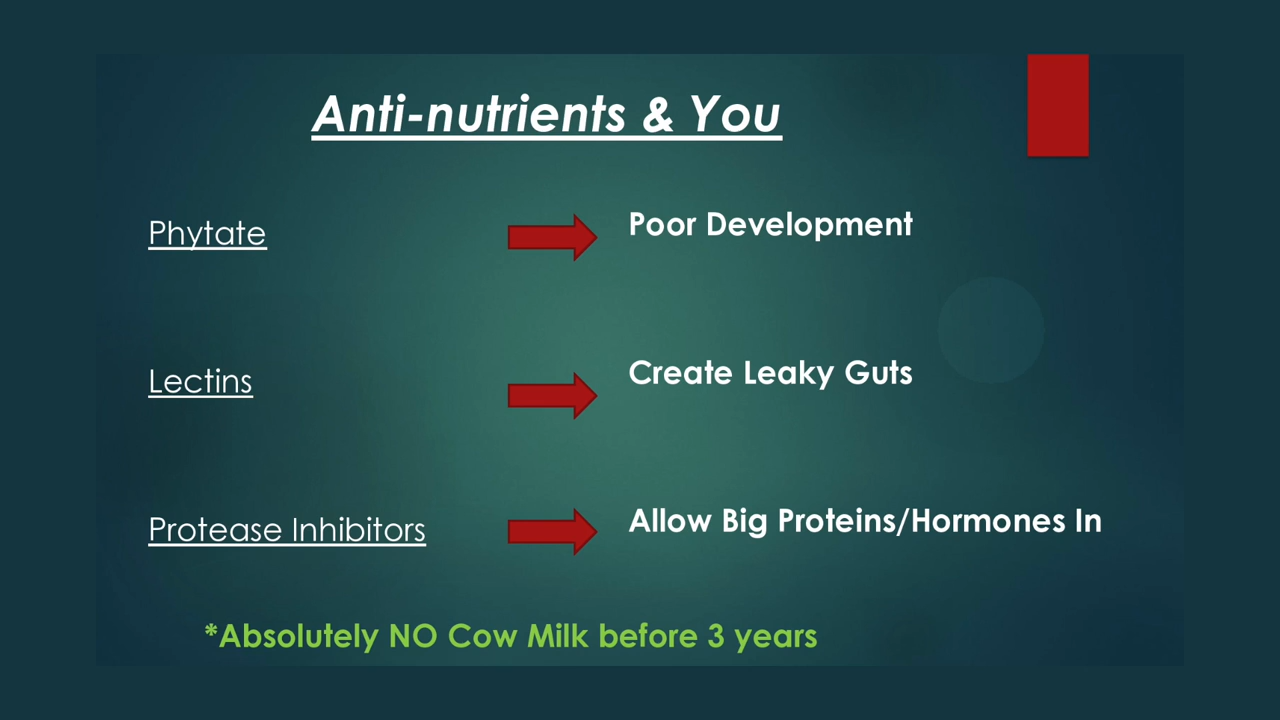 Anti-nutrients & You
Phytate
Poor Development
Lectins
Create Leaky Guts
Protease Inhibitors
Allow Big Proteins/Hormones In
*Absolutely NO Cow Milk before 3 years